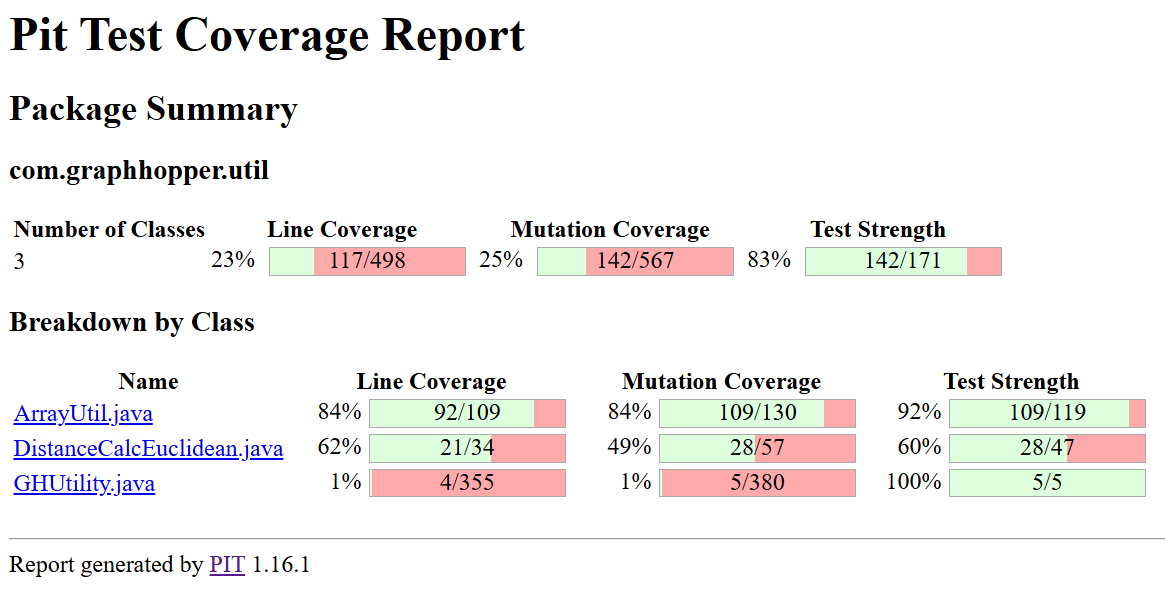 Pit Test Coverage Report
Package Summary
com.graphhopper.util
Number of Classes Line Coverage Mutation Coverage Test Strength
3 23% 117/498 25% 142/567 83% 142/171
Breakdown by Class
Name Line Coverage Mutation Coverage Test Strength
ArrayUtil.java 84% 92/109 84% 109/130 92% 109/119
DistanceCalcEuclidean.java 62% 21/34 49% 28/57 60% 28/47
GHUtility.java 1% 4/355 1% 5/380 100% 5/5
Report generated by PIT 1.16.1